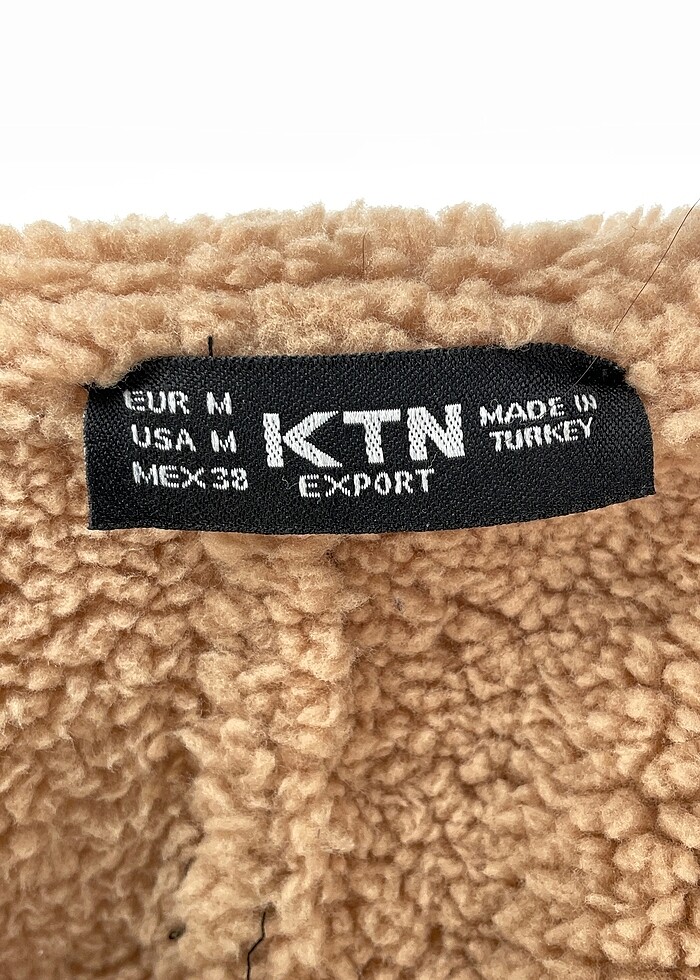 EUR M
USA M
MEX 38
KTN
EXPORT
MADE IN
TURKEY